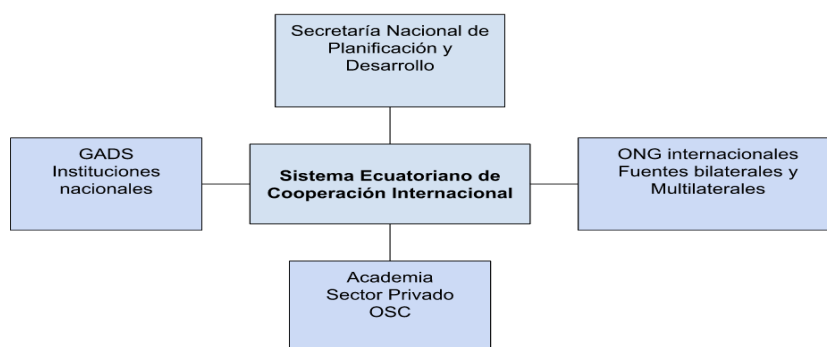 Secretaría Nacional de
Planificación y
Desarrollo
GADS
Instituciones
nacionales
Sistema Ecuatoriano de
Cooperación Internacional
ONG internacionales
Fuentes bilaterales y
Multilaterales
Academia
Sector Privado
OSC